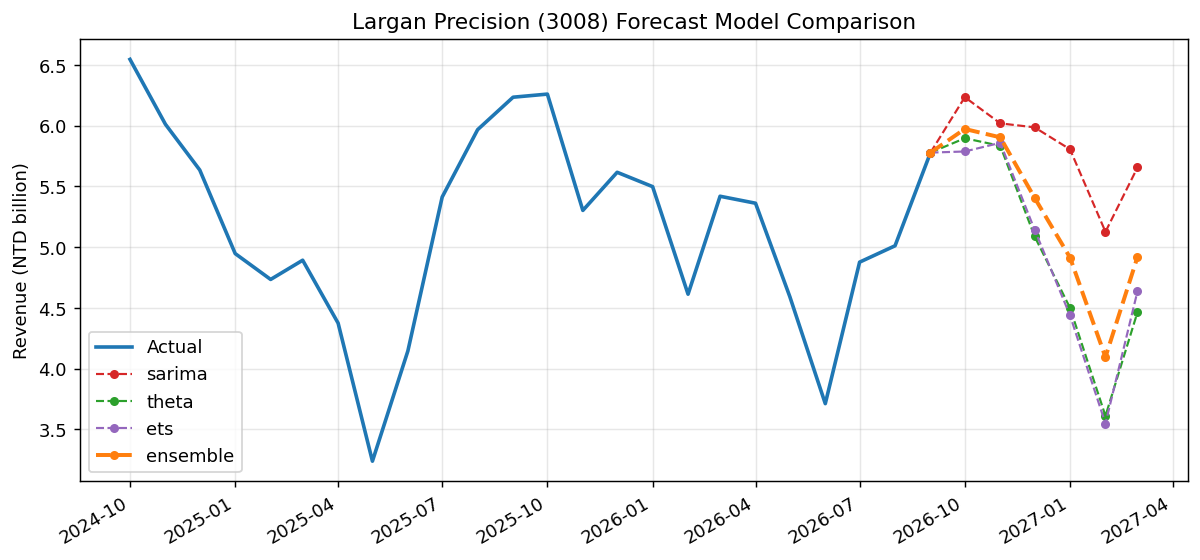 Largan Precision (3008) Forecast Model Comparison
Revenue (NTD billion)
6.5
6.0
5.5
5.0
4.5
4.0
3.5
Actual
sarima
theta
ets
ensemble
2024-10
2025-01
2025-04
2025-07
2025-10
2026-01
2026-04
2026-07
2026-10
2027-01
2027-04